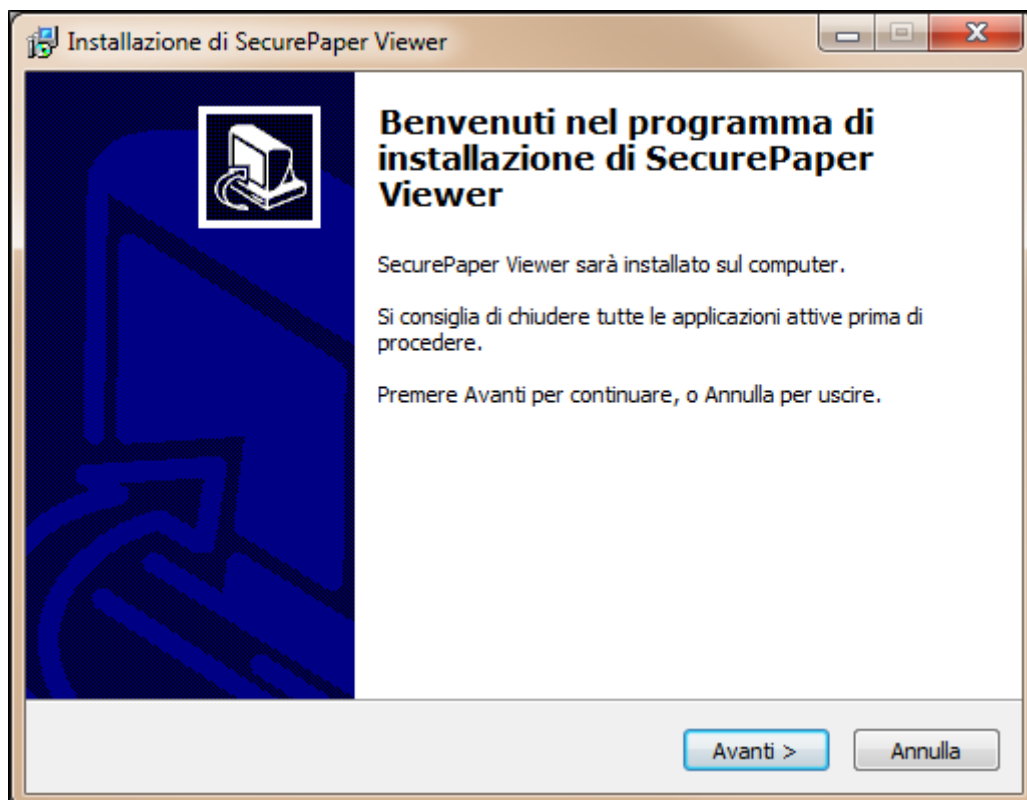 Installazione di SecurePaper Viewer
Benvenuti nel programma di
installazione di SecurePaper
Viewer
SecurePaper Viewer sarà installato sul computer.
Si consiglia di chiudere tutte le applicazioni attive prima di
procedere.
Premere Avanti per continuare, o Annulla per uscire.
Avanti >
Annulla